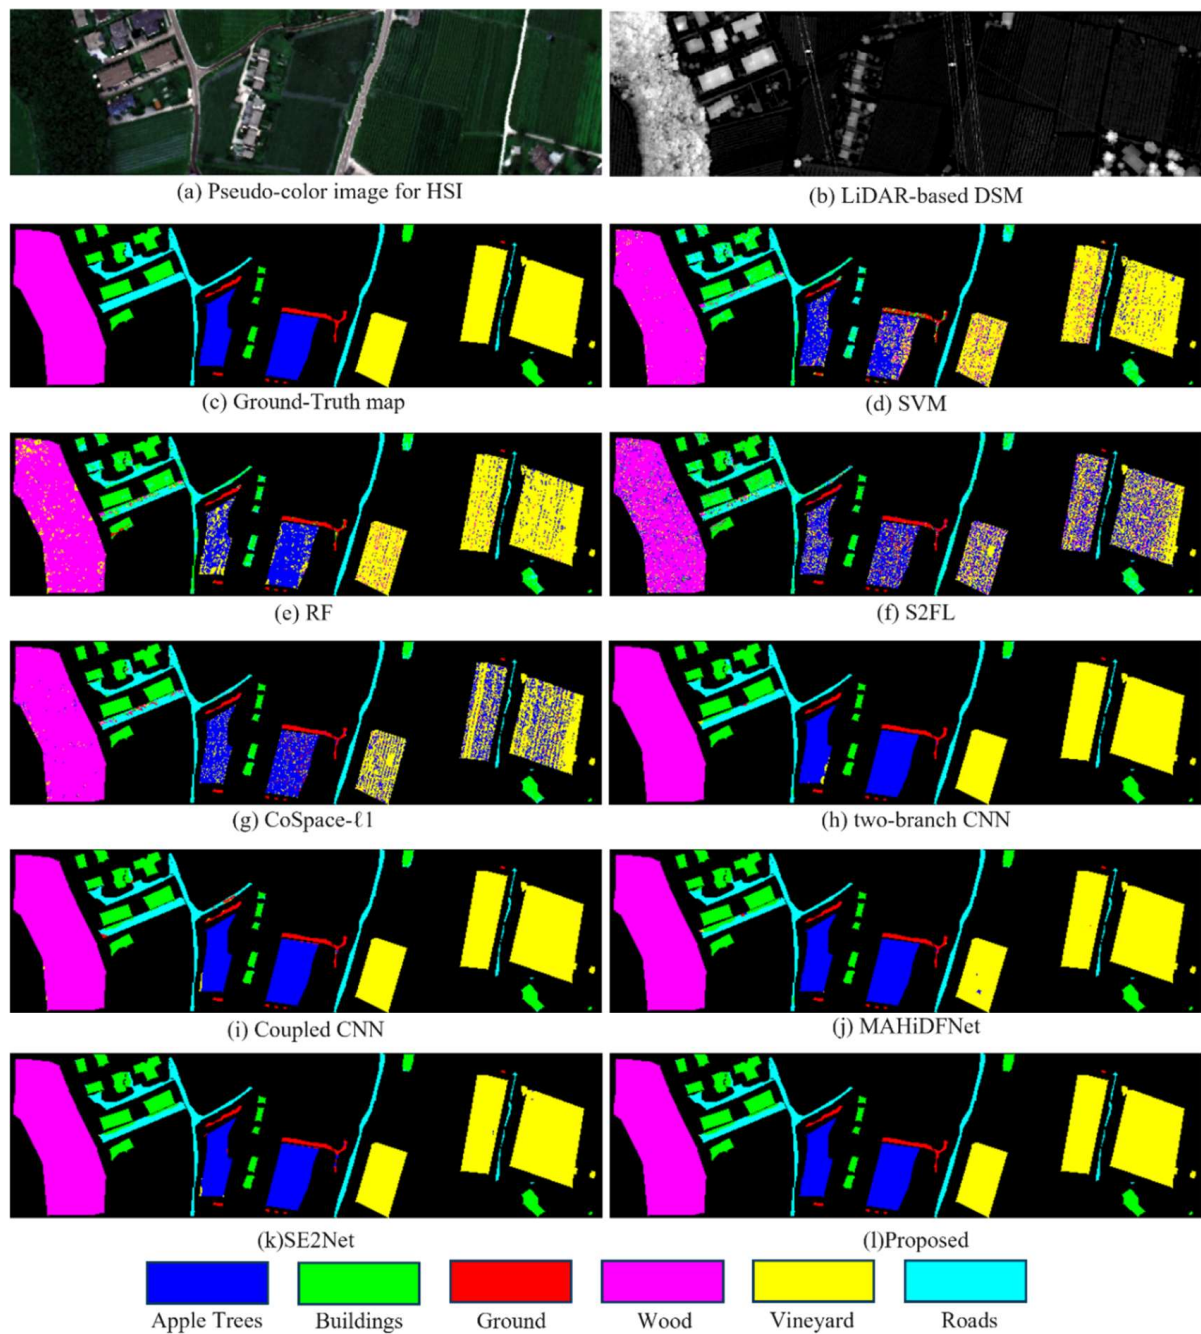 (a) Pseudo-color image for HSI
(b) LiDAR-based DSM
(c) Ground-Truth map
(d) SVM
(e) RF
(f) S2FL
(g) CoSpace-ℓ1
(h) two-branch CNN
(i) Coupled CNN
(j) MAHiDFNet
(k)SE2Net
(l)Proposed
Apple Trees
Buildings
Ground
Wood
Vineyard
Roads